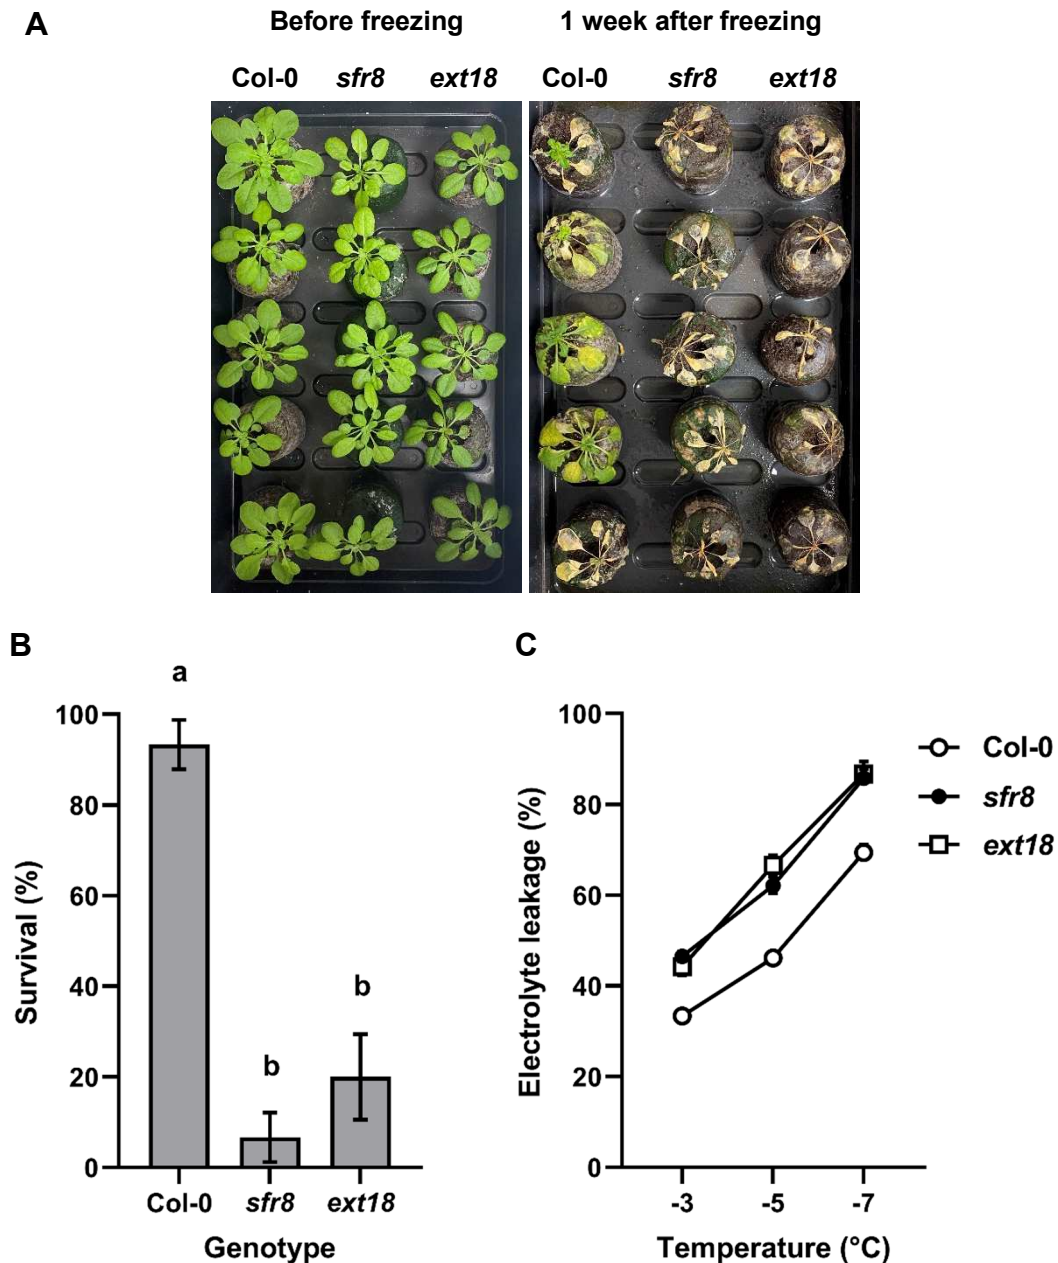 A
Before freezing 1 week after freezing
Col-0 sfr8 ext18 Col-0 sfr8 ext18
B
a
b
b
100
80
60
40
20
0
Survival (%)
Col-0 sfr8 ext18
Genotype
C
100
80
60
40
20
0
Electrolyte leakage (%)
-3 -5 -7
Temperature (°C)
Col-0
sfr8
ext18